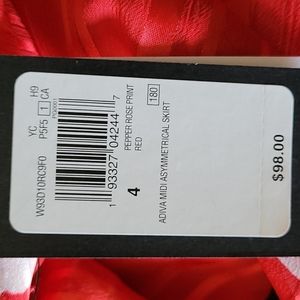 H9
1 CA
YC
P5F5
W93D10RC9F0
1 93327 04244 7
4
PEPPER ROSE PRINT
RED
180
ADIVA MIDI ASYMMETRICAL SKIRT
$98.00